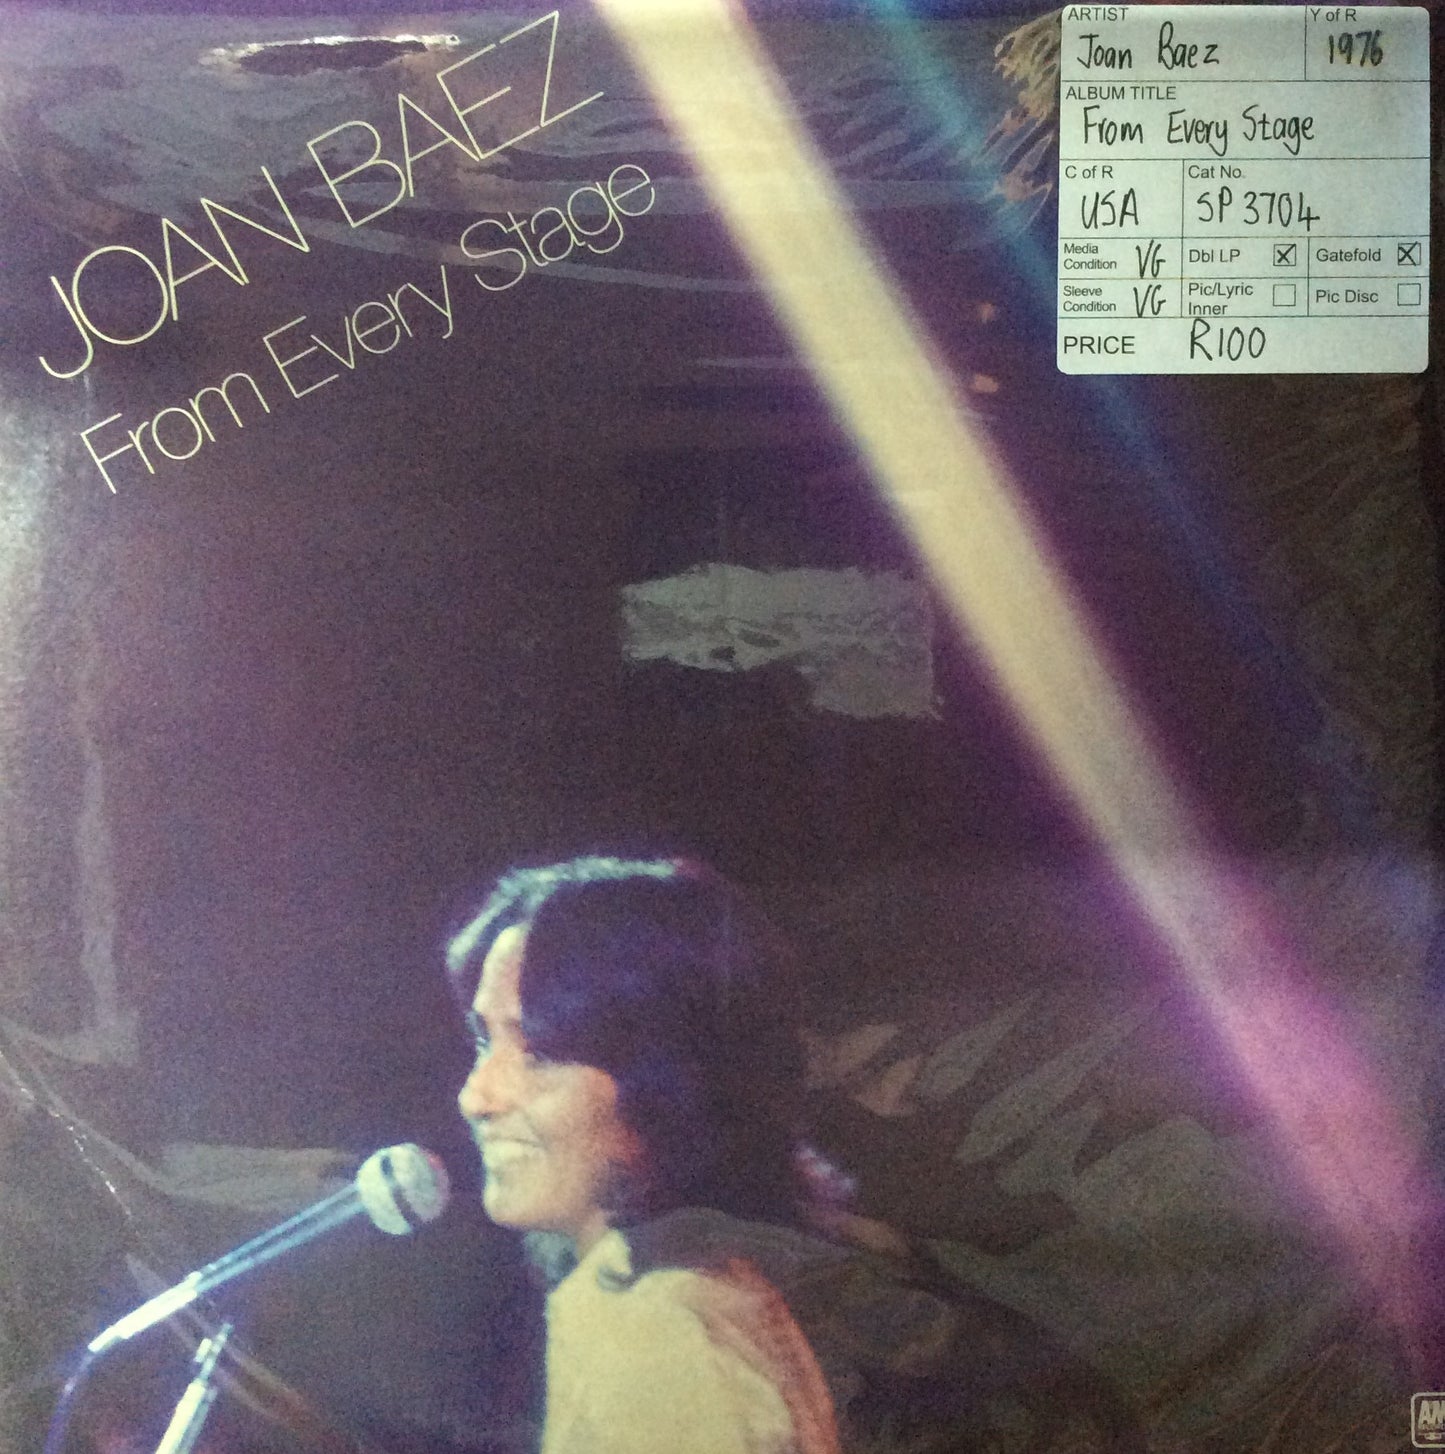 JOAN BAEZ
From Every Stage
ARTIST Y of R
Joan Baez 1976
ALBUM TITLE
From Every Stage
C of R Cat No.
USA SP 3704
Media Condition VG Dbl LP ☒ Gatefold ☒
Sleeve Condition VG Pic/Lyric Inner ☐ Pic Disc ☐
PRICE R100
AM